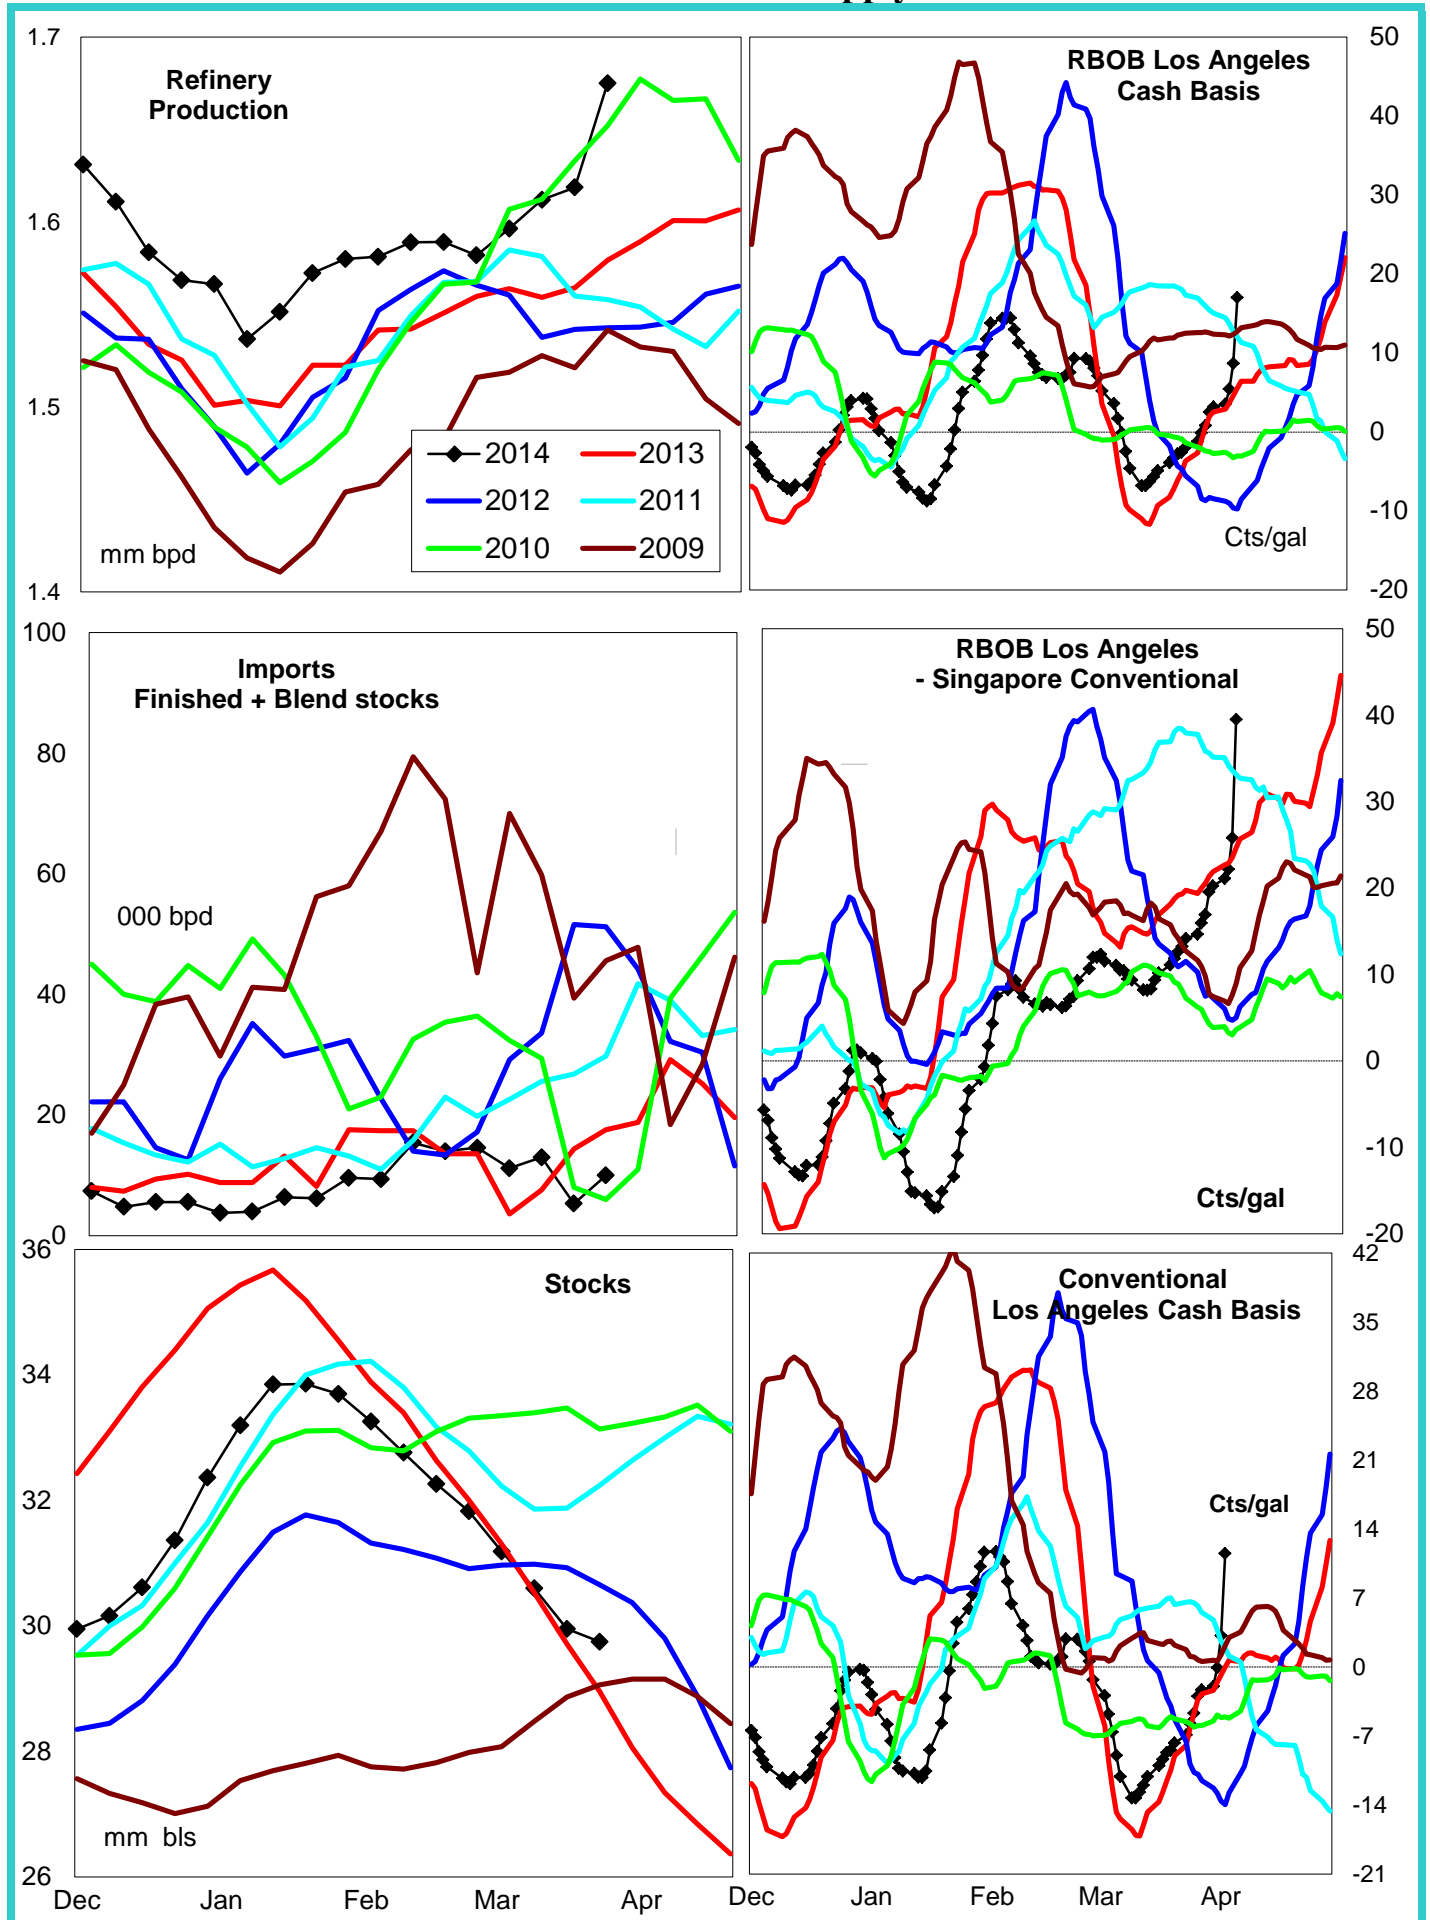 Refinery
Production
1.7
1.6
1.5
1.4
mm bpd
2014 2013
2012 2011
2010 2009
RBOB Los Angeles
Cash Basis
50
40
30
20
10
0
-10
-20
Cts/gal
Imports
Finished + Blend stocks
100
80
60
40
20
0
000 bpd
RBOB Los Angeles
- Singapore Conventional
50
40
30
20
10
0
-10
-20
Cts/gal
Stocks
36
34
32
30
28
26
mm bls
Dec Jan Feb Mar Apr
Conventional
Los Angeles Cash Basis
42
35
28
21
14
7
0
-7
-14
-21
Cts/gal
Dec Jan Feb Mar Apr